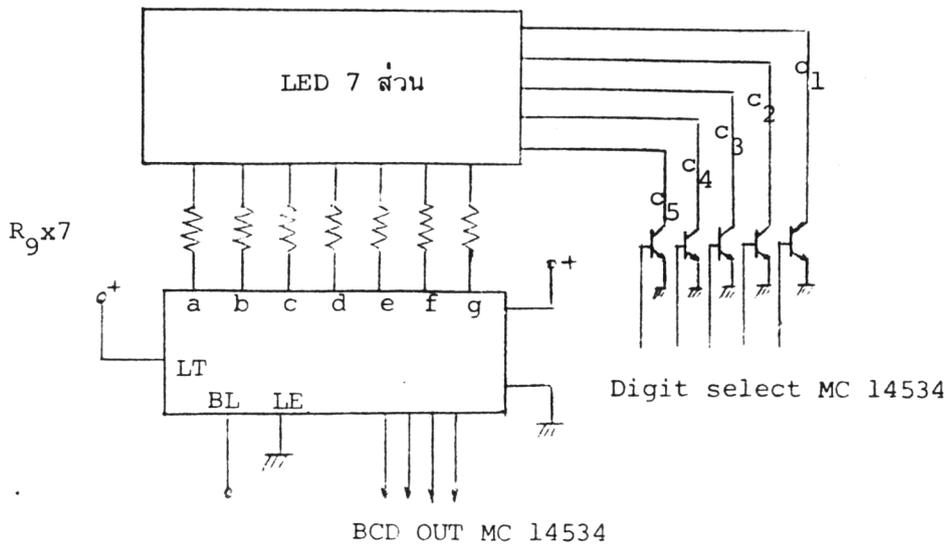 LED 7 ส่วน
c1
c2
c3
c4
c5
R9x7
+
+
a b c d e f g
LT
BL LE
Digit select MC 14534
BCD OUT MC 14534